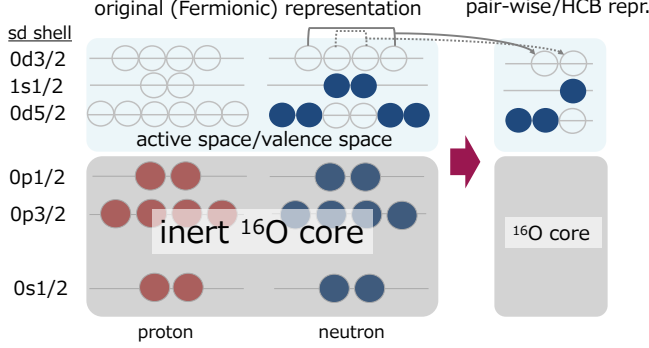 original (Fermionic) representation
pair-wise/HCB repr.
sd shell
0d3/2
1s1/2
0d5/2
active space/valence space
0p1/2
0p3/2
inert ¹⁶O core
¹⁶O core
0s1/2
proton
neutron